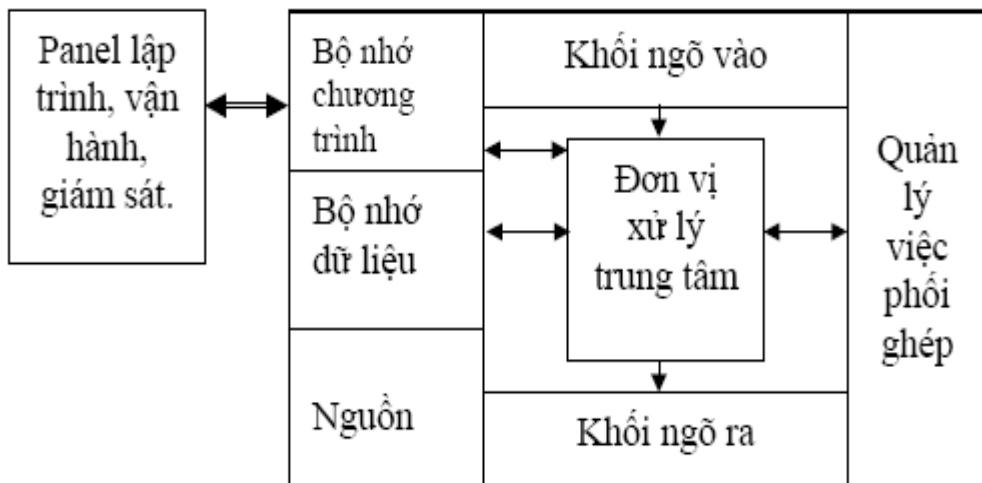 Panel lập
trình, vận
hành,
giám sát.
Bộ nhớ
chương
trình
Bộ nhớ
dữ liệu
Nguồn
Khối ngõ vào
Đơn vị
xử lý
trung tâm
Khối ngõ ra
Quản
lý
việc
phối
ghép